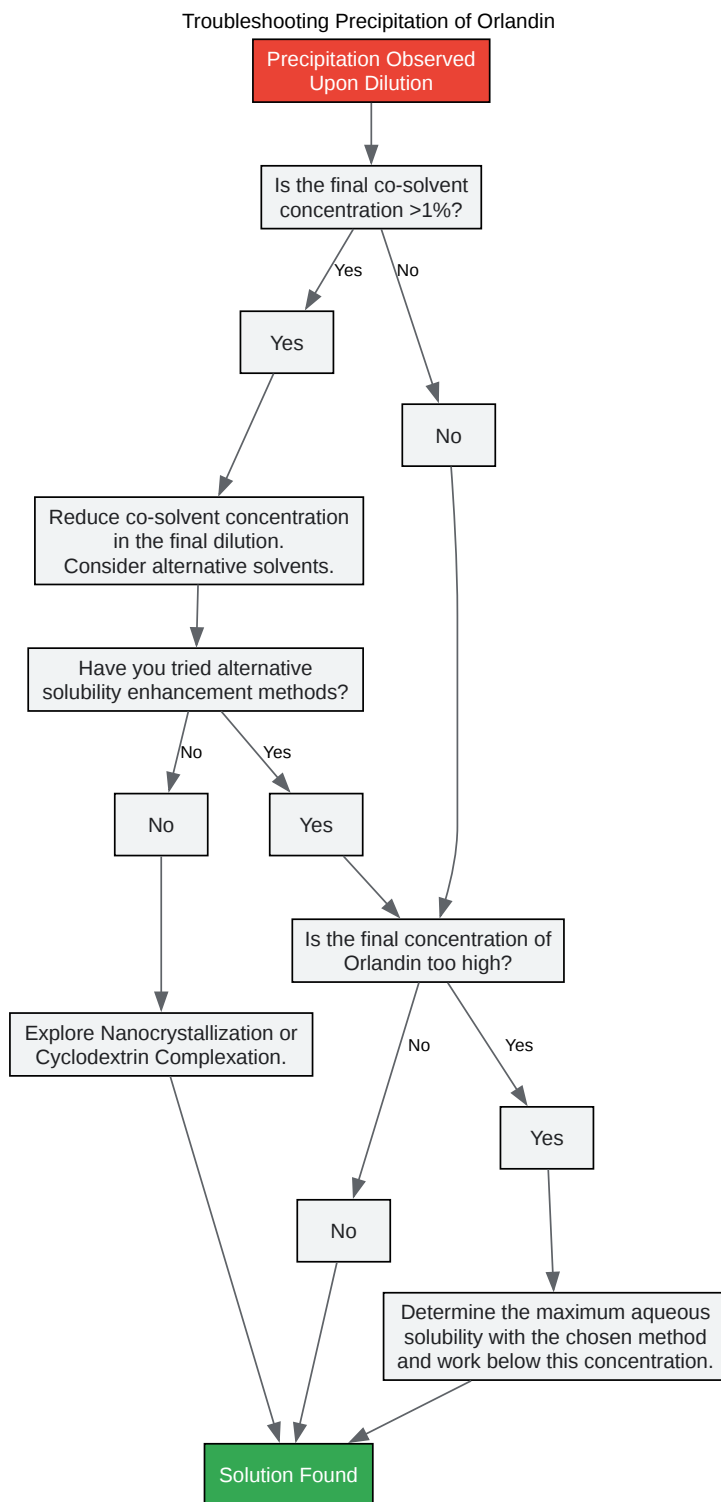 Troubleshooting Precipitation of Orlandin
Precipitation Observed
Upon Dilution
Is the final co-solvent
concentration >1%?
Yes
No
Yes
No
Reduce co-solvent concentration
in the final dilution.
Consider alternative solvents.
Have you tried alternative
solubility enhancement methods?
No
Yes
No
Yes
Is the final concentration of
Orlandin too high?
Explore Nanocrystallization or
Cyclodextrin Complexation.
No
Yes
Yes
No
Determine the maximum aqueous
solubility with the chosen method
and work below this concentration.
Solution Found